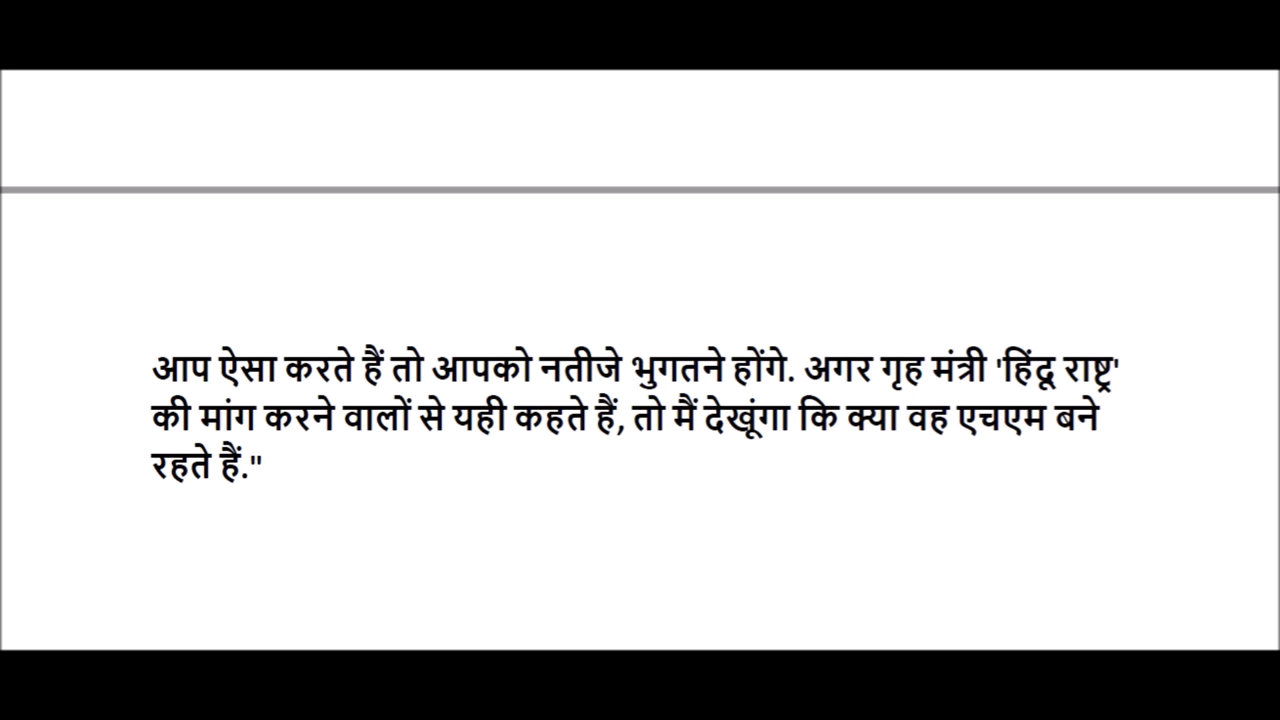 आप ऐसा करते हैं तो आपको नतीजे भुगतने होंगे. अगर गृह मंत्री 'हिंदू राष्ट्र'
की मांग करने वालों से यही कहते हैं, तो मैं देखूंगा कि क्या वह एचएम बने
रहते हैं."